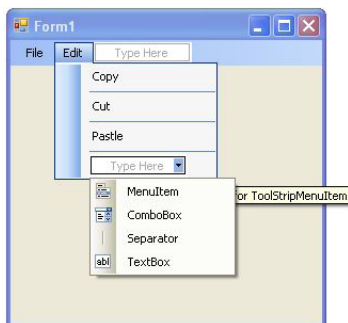 Form1
File Edit Type Here
Copy
Cut
Pastle
Type Here
MenuItem
or ToolStripMenuItem
ComboBox
Separator
abl TextBox